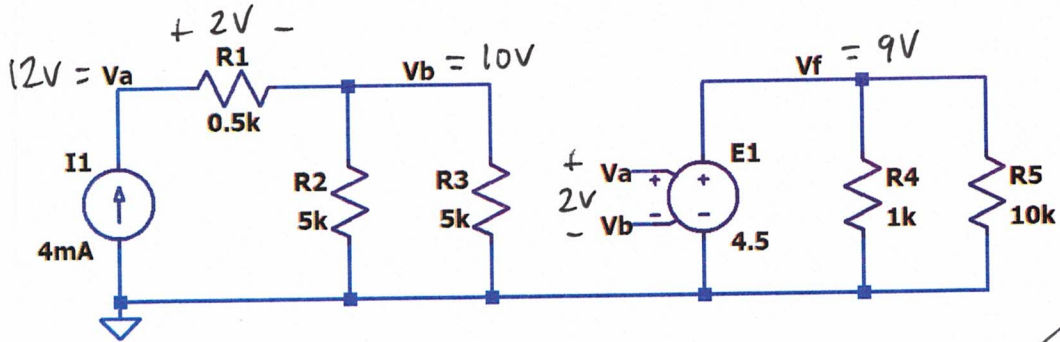 + 2V -
R1
12V = Va
Vb = 10V
0.5k
I1
4mA
R2
5k
R3
5k
Vf = 9V
+
2V
-
Va
Vb
+
-
+
-
E1
4.5
R4
1k
R5
10k